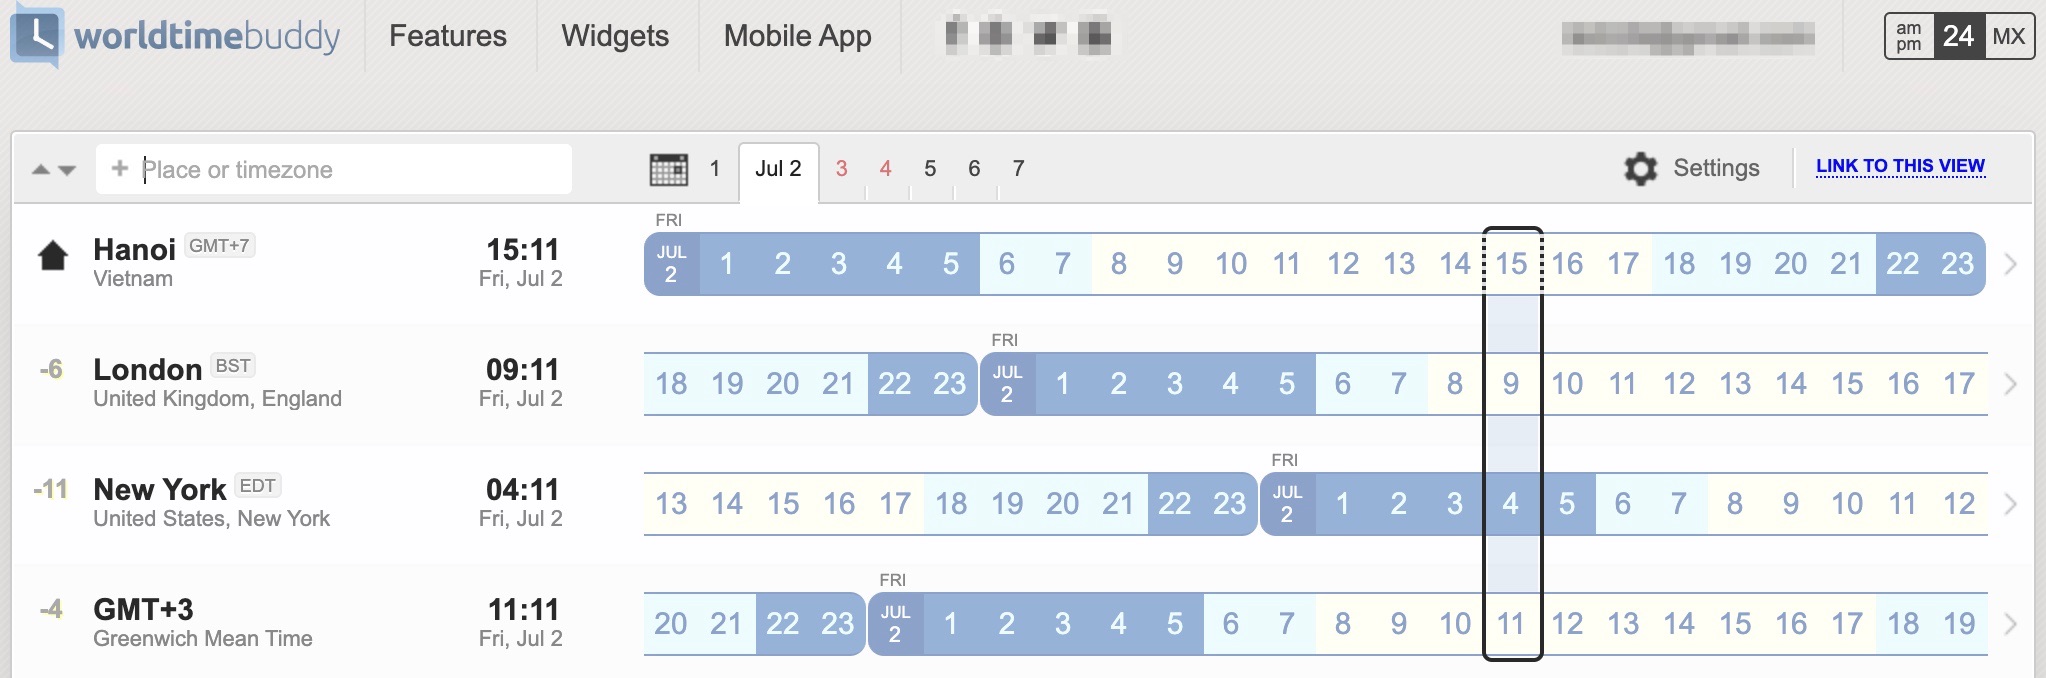 worldtimebuddy Features Widgets Mobile App am pm 24 MX
+ Place or timezone 1 Jul 2 3 4 5 6 7 Settings LINK TO THIS VIEW
FRI
Hanoi GMT+7 15:11 JUL 2 1 2 3 4 5 6 7 8 9 10 11 12 13 14 15 16 17 18 19 20 21 22 23
Vietnam Fri, Jul 2
FRI
-6 London BST 09:11 18 19 20 21 22 23 JUL 2 1 2 3 4 5 6 7 8 9 10 11 12 13 14 15 16 17
United Kingdom, England Fri, Jul 2
FRI
-11 New York EDT 04:11 13 14 15 16 17 18 19 20 21 22 23 JUL 2 1 2 3 4 5 6 7 8 9 10 11 12
United States, New York Fri, Jul 2
FRI
-4 GMT+3 11:11 20 21 22 23 JUL 2 1 2 3 4 5 6 7 8 9 10 11 12 13 14 15 16 17 18 19
Greenwich Mean Time Fri, Jul 2